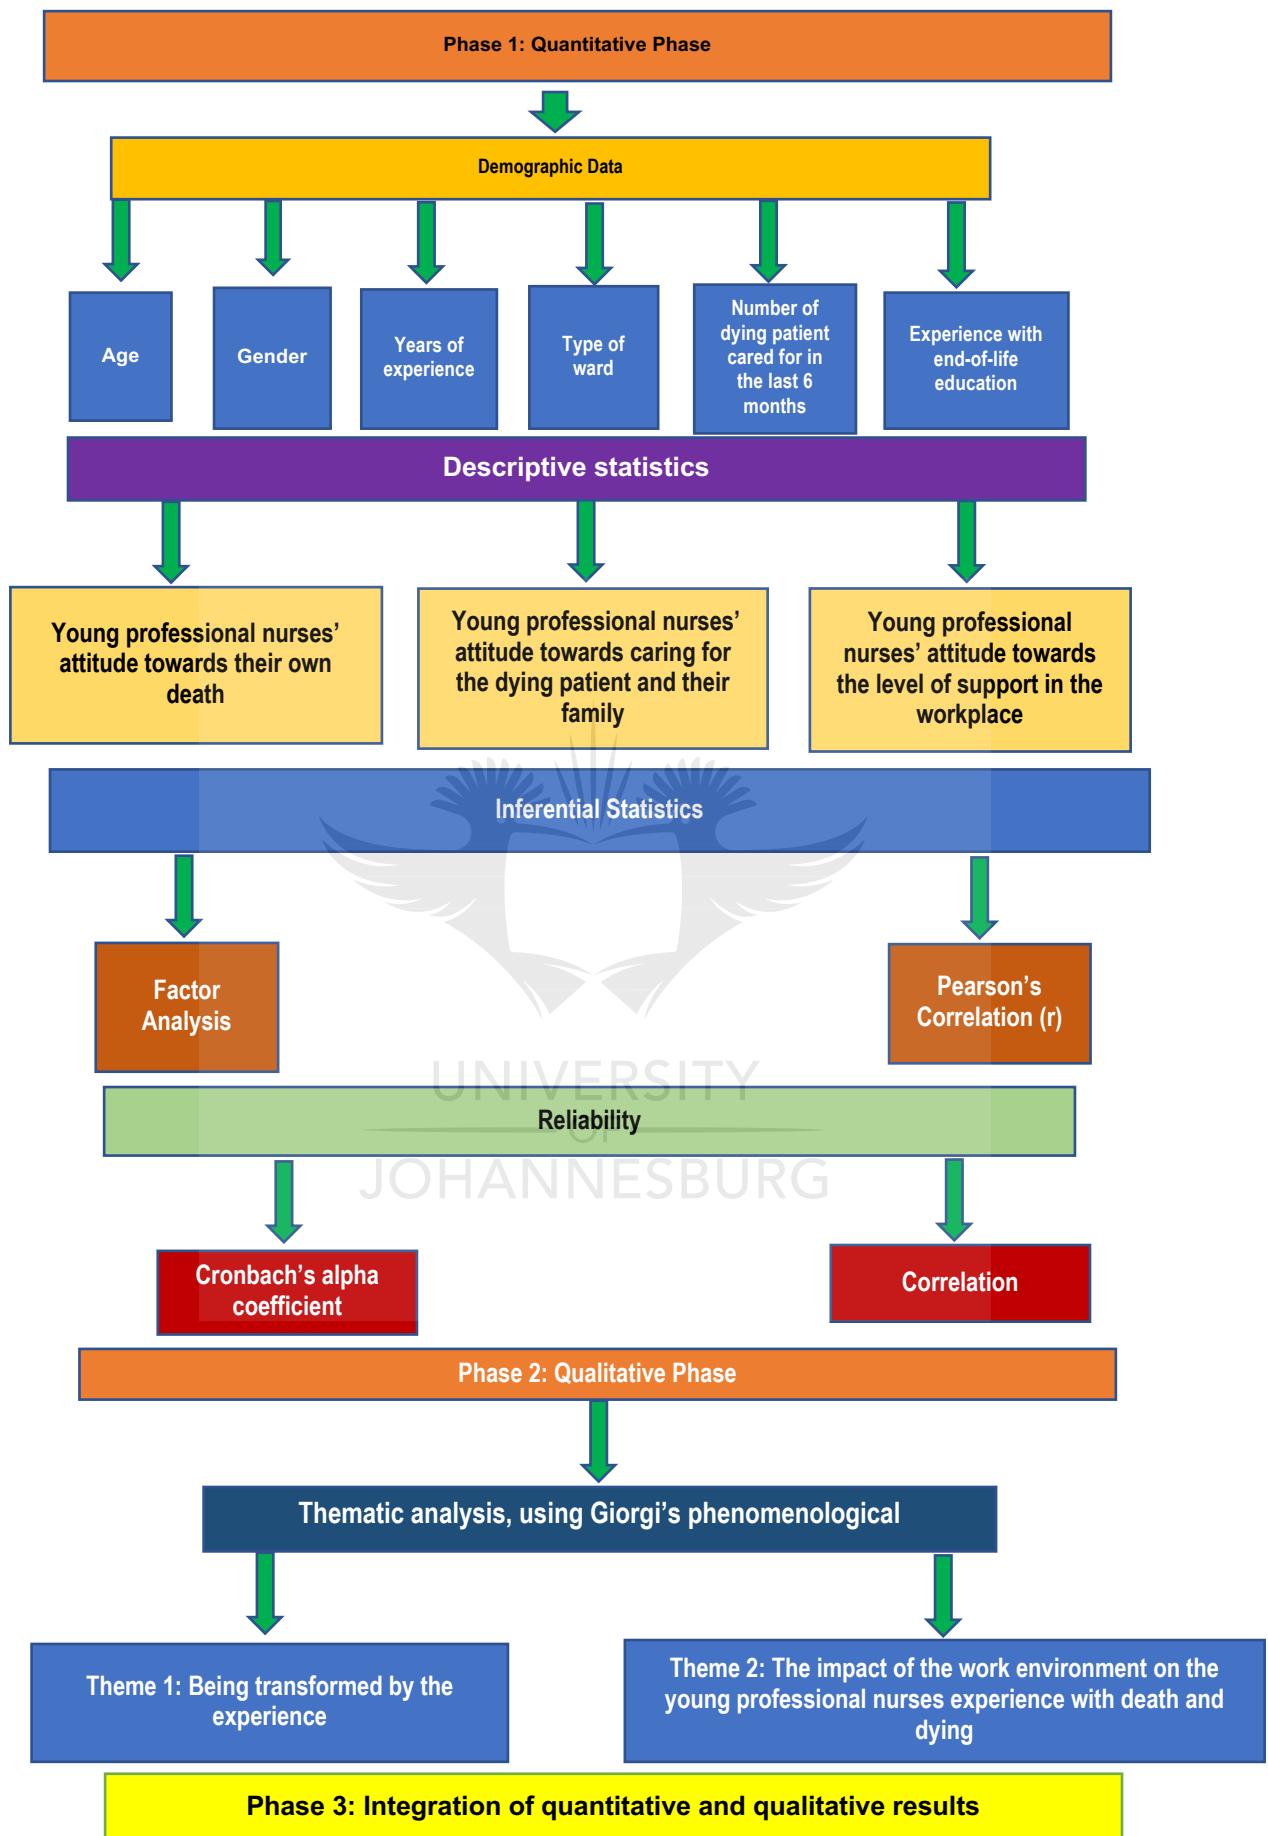 Phase 1: Quantitative Phase
Demographic Data
Age
Gender
Years of
experience
Type of
ward
Number of
dying patient
cared for in
the last 6
months
Experience with
end-of-life
education
Descriptive statistics
Young professional nurses’
attitude towards their own
death
Young professional nurses’
attitude towards caring for
the dying patient and their
family
Young professional
nurses’ attitude towards
the level of support in the
workplace
Inferential Statistics
Factor
Analysis
Pearson’s
Correlation (r)
UNIVERSITY
Reliability
OF
JOHANNESBURG
Cronbach’s alpha
coefficient
Correlation
Phase 2: Qualitative Phase
Thematic analysis, using Giorgi’s phenomenological
Theme 1: Being transformed by the
experience
Theme 2: The impact of the work environment on the
young professional nurses experience with death and
dying
Phase 3: Integration of quantitative and qualitative results